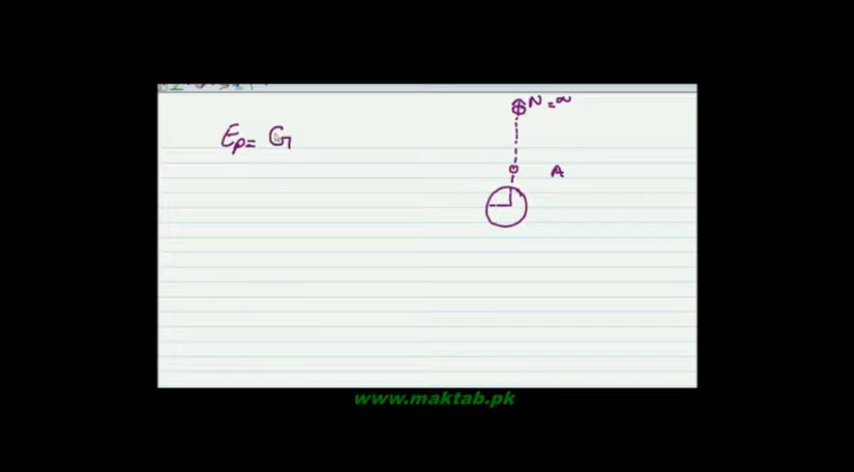 N = ∞
Ep = G
A
www.maktab.pk